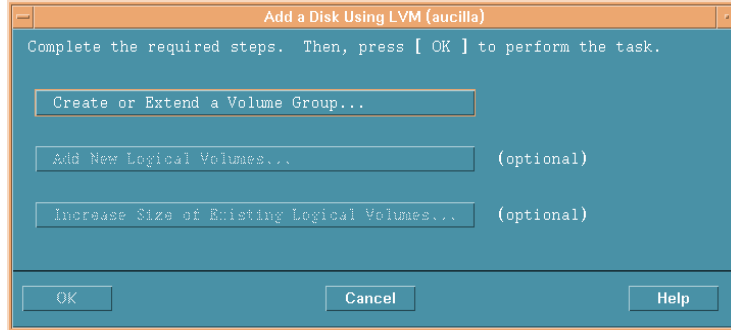 Add a Disk Using LVM (aucilla)
Complete the required steps. Then, press [ OK ] to perform the task.
Create or Extend a Volume Group...
Add New Logical Volumes... (optional)
Increase Size of Existing Logical Volumes... (optional)
OK Cancel Help